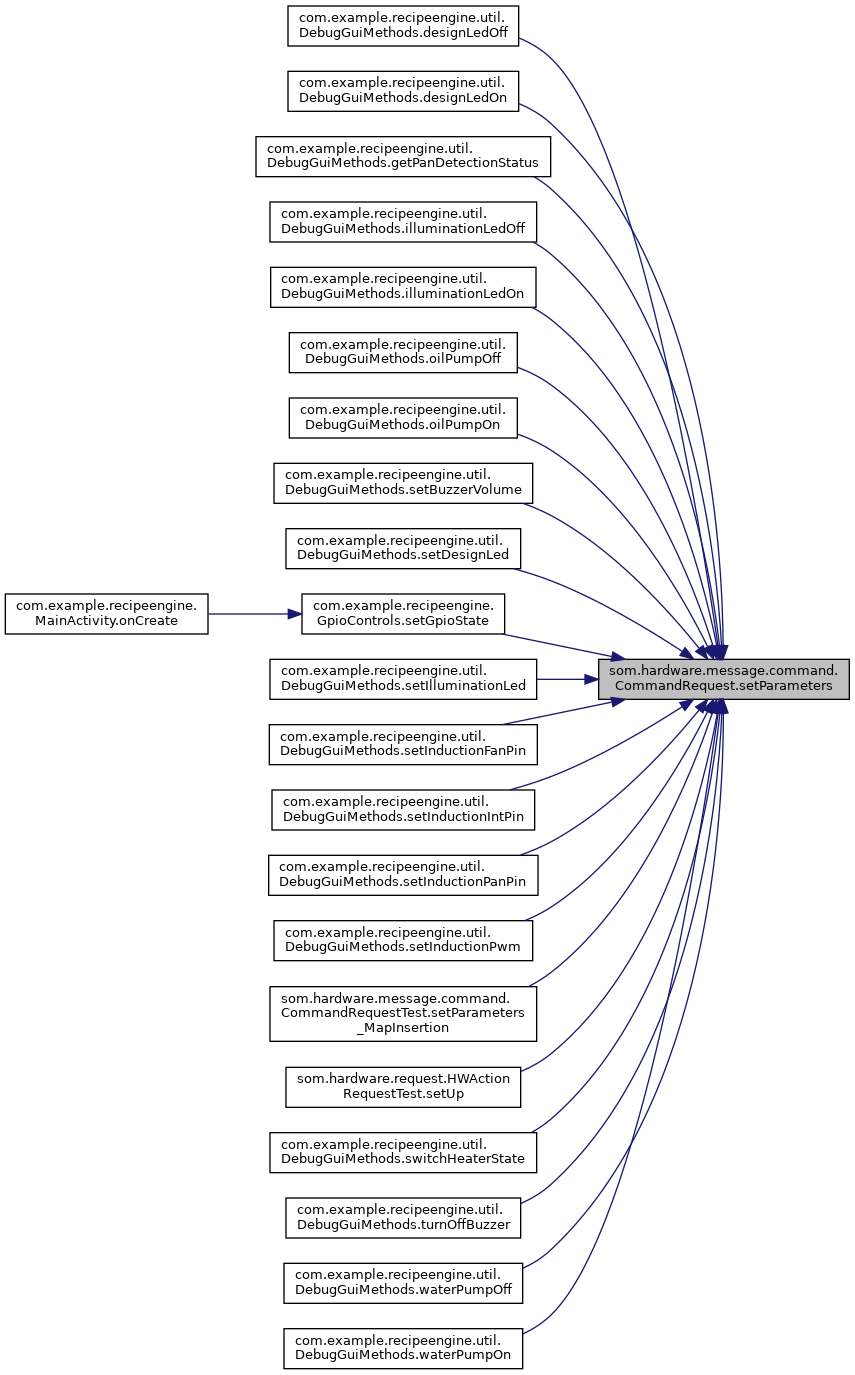 com.example.recipeengine.util.
DebugGuiMethods.designLedOff
com.example.recipeengine.util.
DebugGuiMethods.designLedOn
com.example.recipeengine.util.
DebugGuiMethods.getPanDetectionStatus
com.example.recipeengine.util.
DebugGuiMethods.illuminationLedOff
com.example.recipeengine.util.
DebugGuiMethods.illuminationLedOn
com.example.recipeengine.util.
DebugGuiMethods.oilPumpOff
com.example.recipeengine.util.
DebugGuiMethods.oilPumpOn
com.example.recipeengine.util.
DebugGuiMethods.setBuzzerVolume
com.example.recipeengine.util.
DebugGuiMethods.setDesignLed
com.example.recipeengine.
MainActivity.onCreate
com.example.recipeengine.
GpioControls.setGpioState
som.hardware.message.command.
CommandRequest.setParameters
com.example.recipeengine.util.
DebugGuiMethods.setIlluminationLed
com.example.recipeengine.util.
DebugGuiMethods.setInductionFanPin
com.example.recipeengine.util.
DebugGuiMethods.setInductionIntPin
com.example.recipeengine.util.
DebugGuiMethods.setInductionPanPin
com.example.recipeengine.util.
DebugGuiMethods.setInductionPwm
som.hardware.message.command.
CommandRequestTest.setParameters
_MapInsertion
som.hardware.request.HWAction
RequestTest.setUp
com.example.recipeengine.util.
DebugGuiMethods.switchHeaterState
com.example.recipeengine.util.
DebugGuiMethods.turnOffBuzzer
com.example.recipeengine.util.
DebugGuiMethods.waterPumpOff
com.example.recipeengine.util.
DebugGuiMethods.waterPumpOn